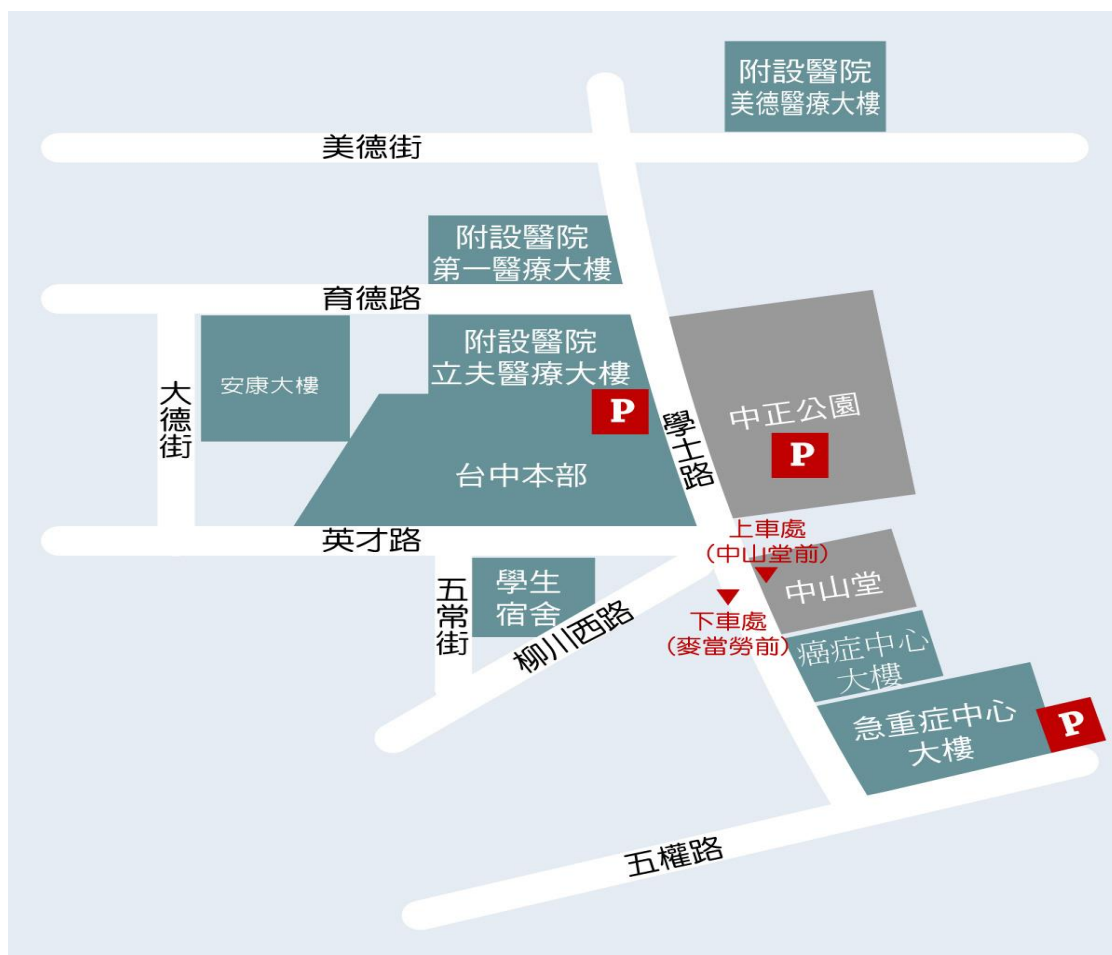 附設醫院
美德醫療大樓
美德街
附設醫院
第一醫療大樓
育德路
附設醫院
立夫醫療大樓
P
安康大樓
大德街
中正公園
P
學士路
台中本部
英才路
上車處
(中山堂前)
中山堂
學生
宿舍
五常街
柳川西路
下車處
(麥當勞前)
癌症中心
大樓
急重症中心
大樓
P
五權路